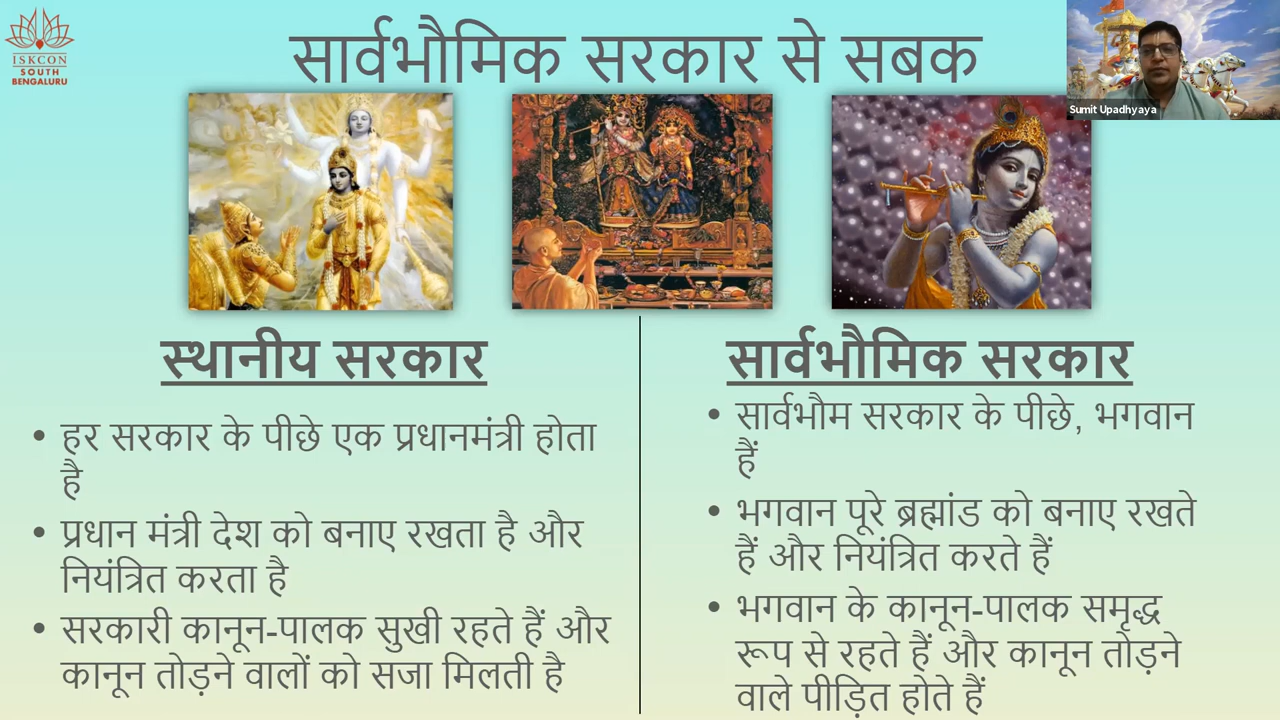 ISKCON
SOUTH
BENGALURU
सार्वभौमिक सरकार से सबक
Sumit Upadhyaya
स्थानीय सरकार
• हर सरकार के पीछे एक प्रधानमंत्री होता
है
• प्रधान मंत्री देश को बनाए रखता है और
नियंत्रित करता है
• सरकारी कानून-पालक सुखी रहते हैं और
कानून तोड़ने वालों को सजा मिलती है
सार्वभौमिक सरकार
• सार्वभौम सरकार के पीछे, भगवान
हैं
• भगवान पूरे ब्रह्मांड को बनाए रखते
हैं और नियंत्रित करते हैं
• भगवान के कानून-पालक समृद्ध
रूप से रहते हैं और कानून तोड़ने
वाले पीड़ित होते हैं